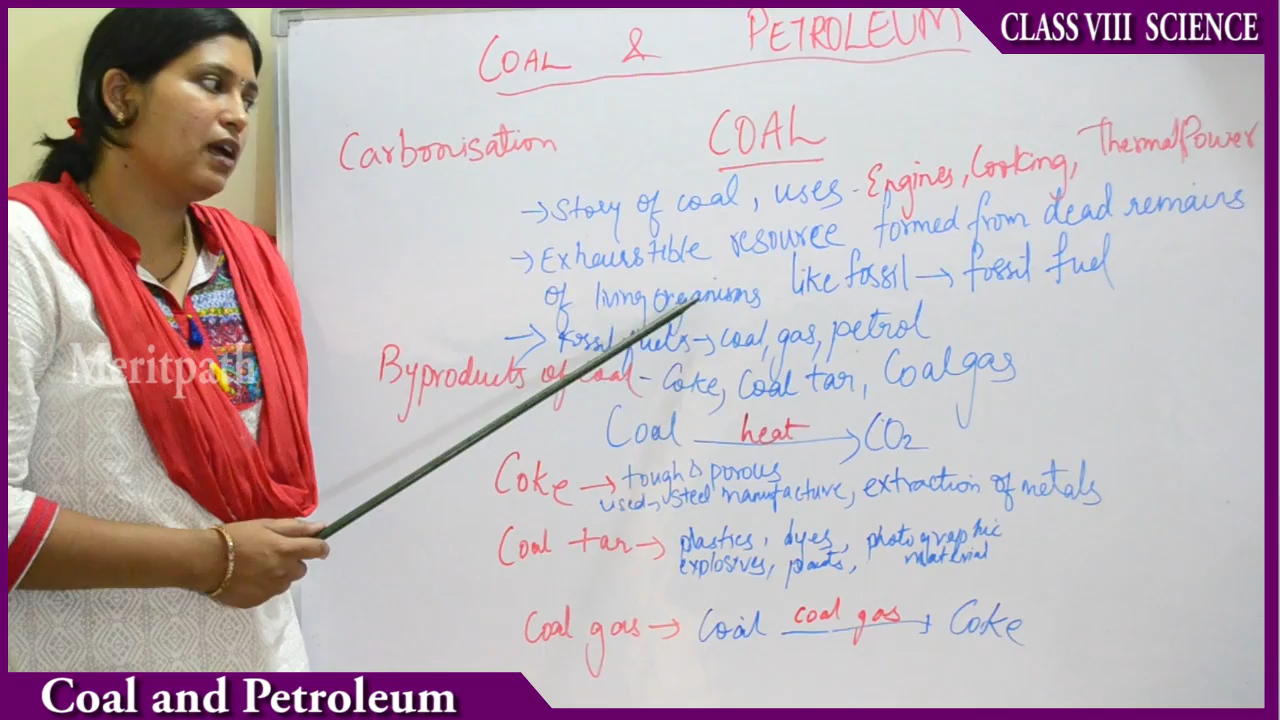 CLASS VIII SCIENCE
COAL & PETROLEUM
Carbonisation
COAL
→ Story of coal, uses - Engines, Cooking, Thermal Power
→ Exhaustible resource formed from dead remains
of living organisms like fossil → fossil fuel
→ Fossil fuels → coal, gas, petrol
Byproducts of coal - Coke, Coal tar, Coal gas
Coal heat → CO2
Coke → tough & porous
used → steel manufacture, extraction of metals
Coal tar → plastics, dyes, photographic
explosives, paints, material
Coal gas → Coal coal gas → Coke
Meritpath
Coal and Petroleum